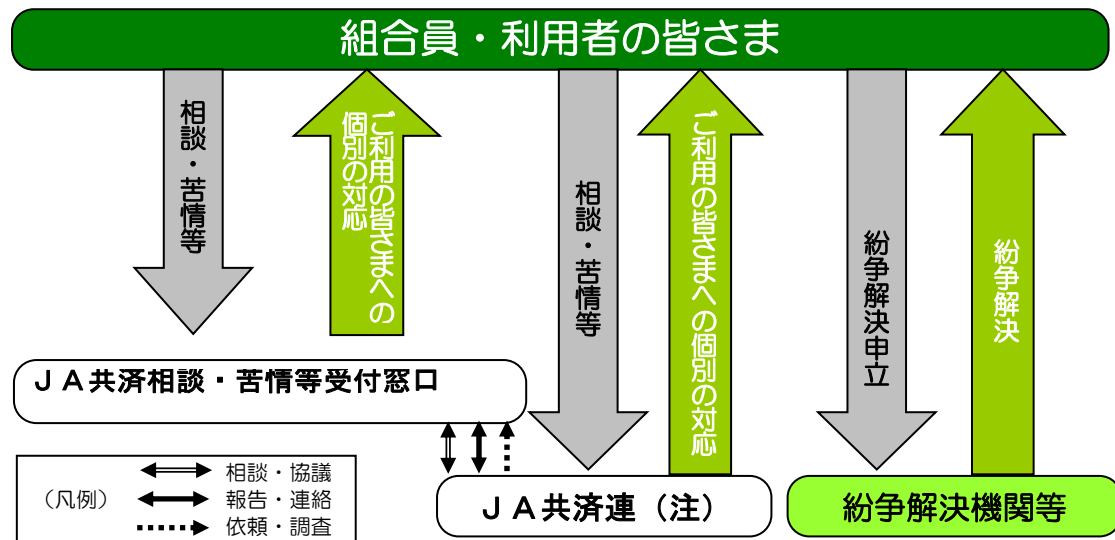 組合員・利用者の皆さま
相談・苦情等
ご利用の皆さまへの
個別の対応
相談・苦情等
ご利用の皆さまへの個別の対応
紛争解決申立
紛争解決
ＪＡ共済相談・苦情等受付窓口
（凡例）
相談・協議
報告・連絡
依頼・調査
ＪＡ共済連（注）
紛争解決機関等